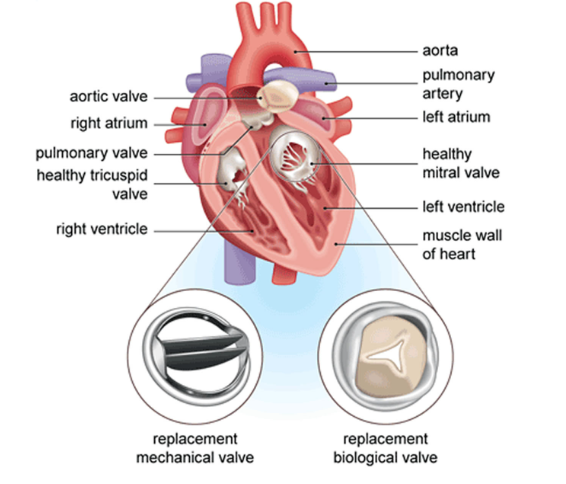 aorta
pulmonary
artery
aortic valve
left atrium
right atrium
pulmonary valve
healthy
mitral valve
healthy tricuspid
valve
left ventricle
right ventricle
muscle wall
of heart
replacement
mechanical valve
replacement
biological valve